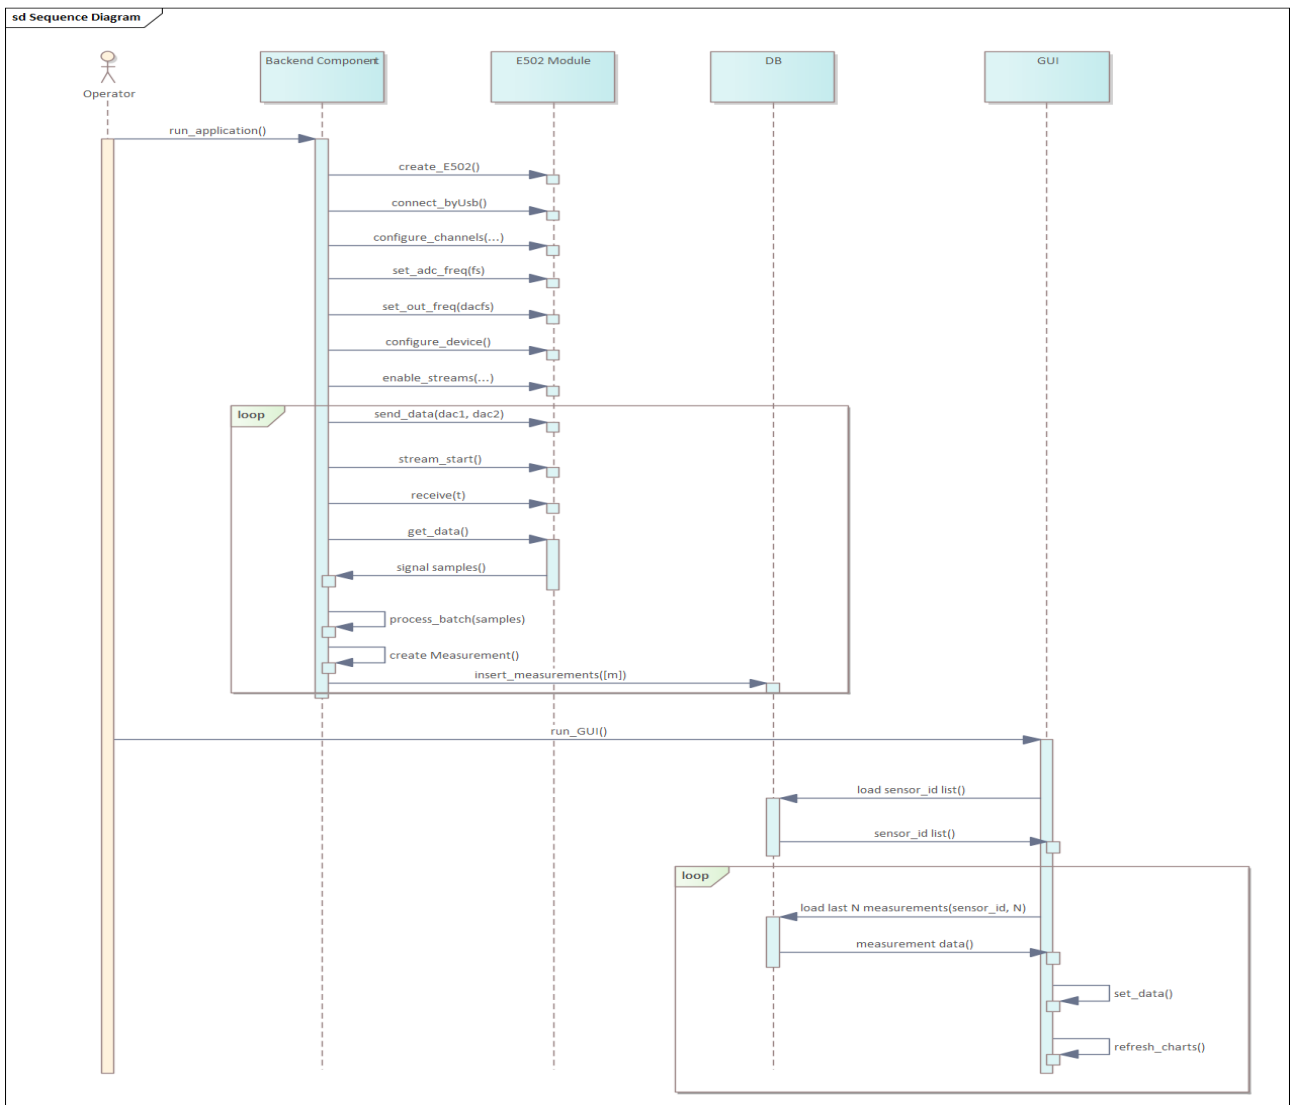 sd Sequence Diagram
Operator
Backend Component
E502 Module
DB
GUI
run_application()
create_E502()
connect_byUsb()
configure_channels(...)
set_adc_freq(fs)
set_out_freq(dacfs)
configure_device()
enable_streams(...)
loop
send_data(dac1, dac2)
stream_start()
receive(t)
get_data()
signal samples()
process_batch(samples)
create Measurement()
insert_measurements([m])
run_GUI()
load sensor_id list()
sensor_id list()
loop
load last N measurements(sensor_id, N)
measurement data()
set_data()
refresh_charts()